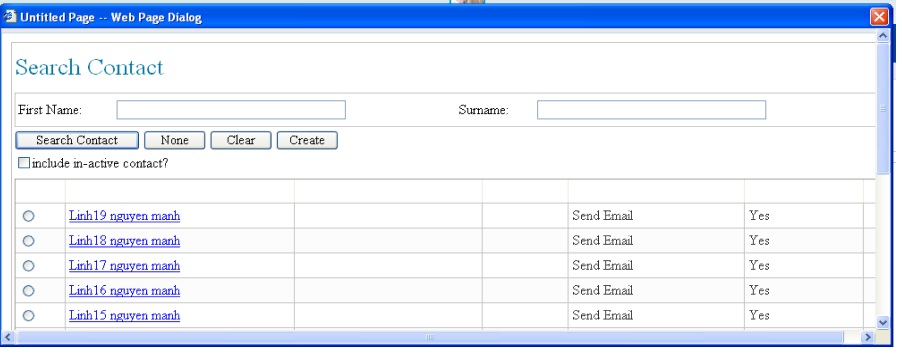 Untitled Page -- Web Page Dialog
Search Contact
First Name: Surname:
Search Contact None Clear Create
include in-active contact?
Linh19 nguyen manh Send Email Yes
Linh18 nguyen manh Send Email Yes
Linh17 nguyen manh Send Email Yes
Linh16 nguyen manh Send Email Yes
Linh15 nguyen manh Send Email Yes